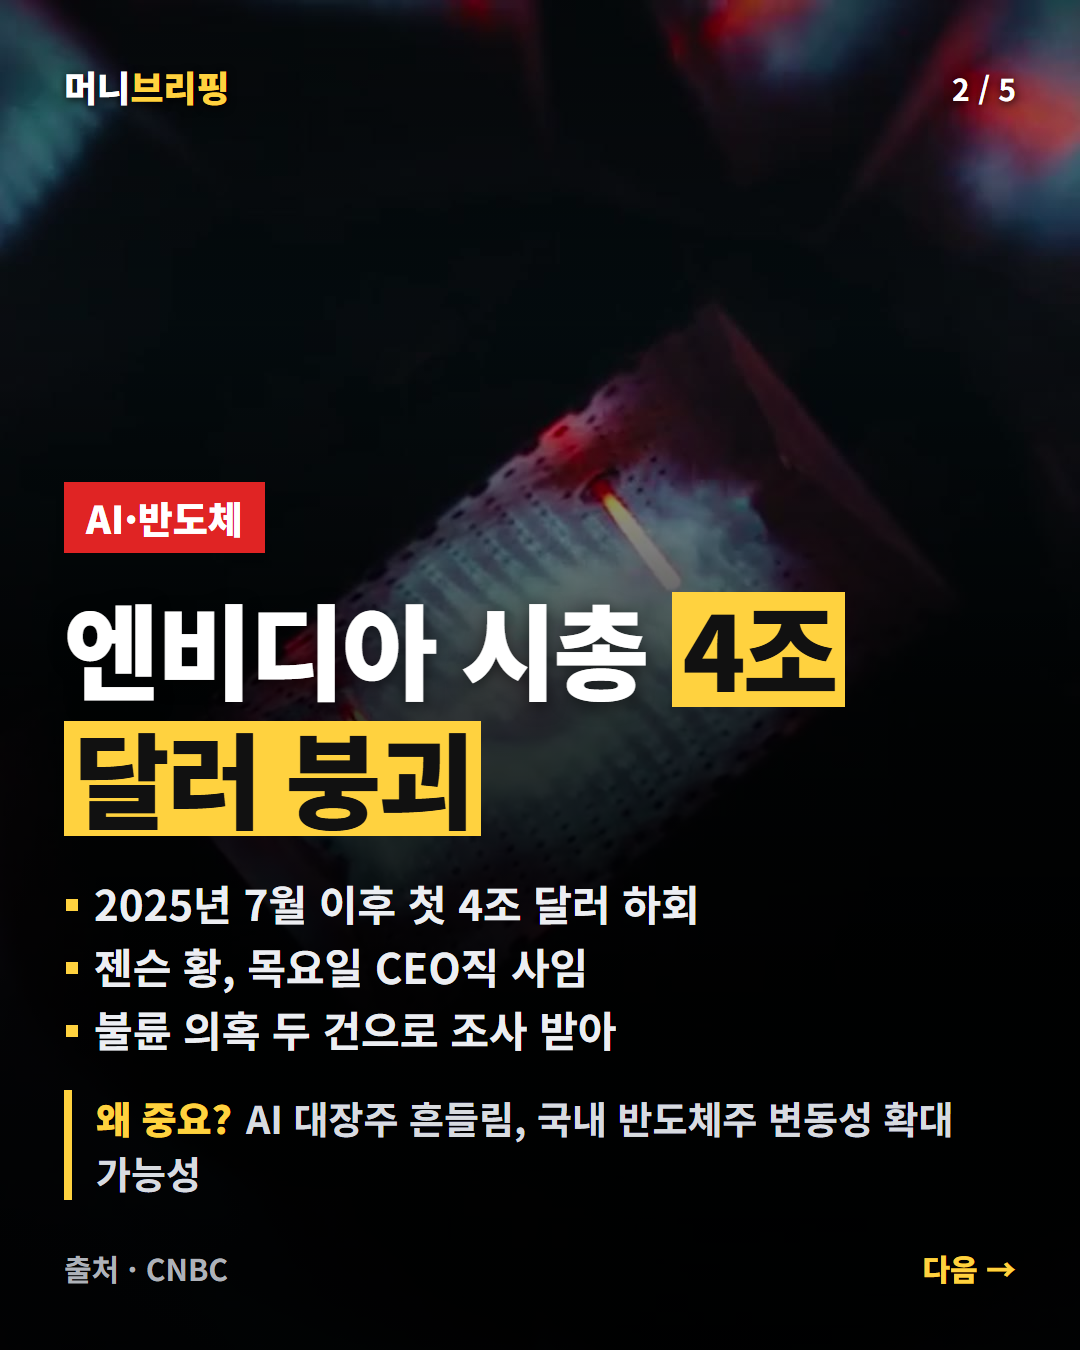 머니브리핑
2 / 5
AI·반도체
엔비디아 시총 4조
달러 붕괴
2025년 7월 이후 첫 4조 달러 하회
젠슨 황, 목요일 CEO직 사임
불륜 의혹 두 건으로 조사 받아
왜 중요? AI 대장주 흔들림, 국내 반도체주 변동성 확대
가능성
출처 · CNBC
다음 →